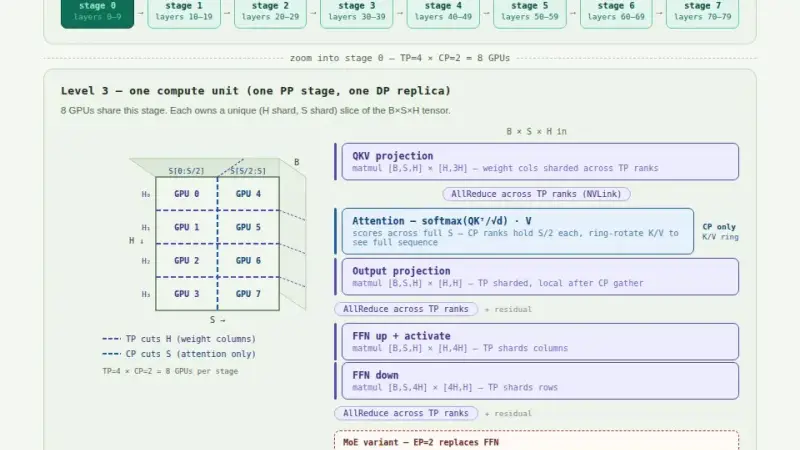 stage 0
layers 0–9
→
stage 1
layers 10–19
→
stage 2
layers 20–29
→
stage 3
layers 30–39
→
stage 4
layers 40–49
→
stage 5
layers 50–59
→
stage 6
layers 60–69
→
stage 7
layers 70–79
zoom into stage 0 — TP=4 × CP=2 = 8 GPUs
Level 3 — one compute unit (one PP stage, one DP replica)
8 GPUs share this stage. Each owns a unique (H shard, S shard) slice of the B×S×H tensor.
B
S[0:S/2]
S[S/2:S]
H₀
GPU 0
GPU 4
H₁
GPU 1
GPU 5
H ↓
H₂
GPU 2
GPU 6
H₃
GPU 3
GPU 7
S →
TP cuts H (weight columns)
CP cuts S (attention only)
TP=4 × CP=2 = 8 GPUs per stage
B × S × H in
QKV projection
matmul [B,S,H] × [H,3H] — weight cols sharded across TP ranks
AllReduce across TP ranks (NVLink)
Attention — softmax(QKᵀ/√d) · V
scores across full S — CP ranks hold S/2 each, ring-rotate K/V to
see full sequence
CP only
K/V ring
Output projection
matmul [B,S,H] × [H,H] — TP sharded, local after CP gather
AllReduce across TP ranks
+ residual
FFN up + activate
matmul [B,S,H] × [H,4H] — TP shards columns
FFN down
matmul [B,S,4H] × [4H,H] — TP shards rows
AllReduce across TP ranks
+ residual
MoE variant — EP=2 replaces FFN